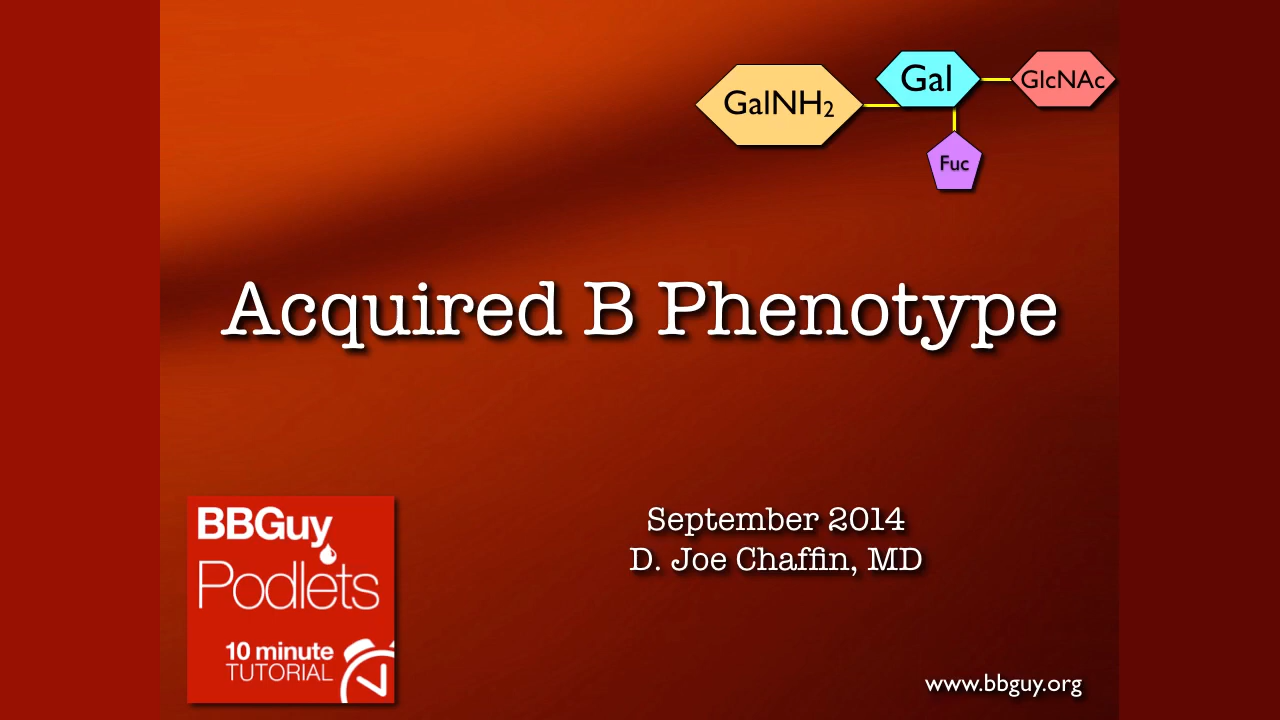 GalNH₂
Gal
GlcNAc
Fuc
Acquired B Phenotype
September 2014
D. Joe Chaffin, MD
BBGuy
Podlets
10 minute
TUTORIAL
www.bbguy.org